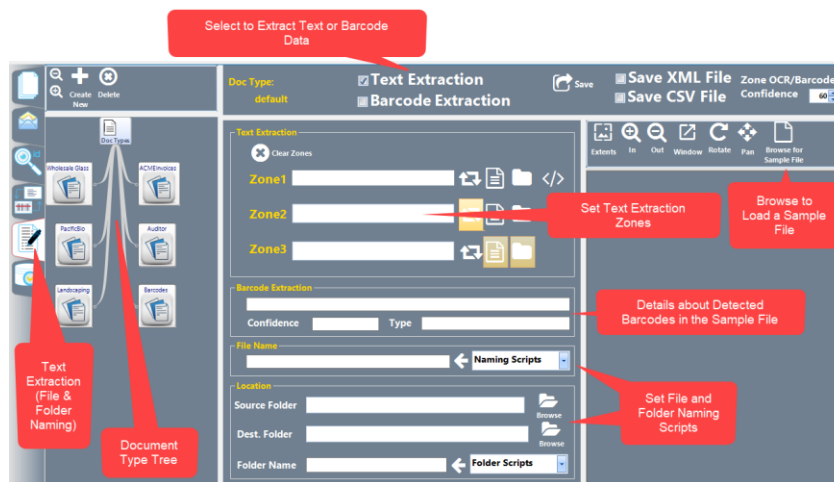 Select to Extract Text or Barcode
Data
Create
New
Delete
Doc Type:
default
Text Extraction
Barcode Extraction
Save
Save XML File
Save CSV File
Zone OCR/Barcode
Confidence
60
DocTypes
Wholesale Glass
ACMEInvoices
PacificBio
Auditor
Landscaping
Barcodes
Text Extraction
Clear Zones
Zone1
Zone2
Zone3
Extents
In
Out
Window
Rotate
Pan
Browse for
Sample File
Set Text Extraction
Zones
Browse to
Load a Sample
File
Barcode Extraction
Confidence
Type
Details about Detected
Barcodes in the Sample File
File Name
Naming Scripts
Location
Source Folder
Browse
Dest. Folder
Browse
Folder Name
Folder Scripts
Set File and
Folder Naming
Scripts
Text
Extraction
(File &
Folder
Naming)
Document
Type Tree